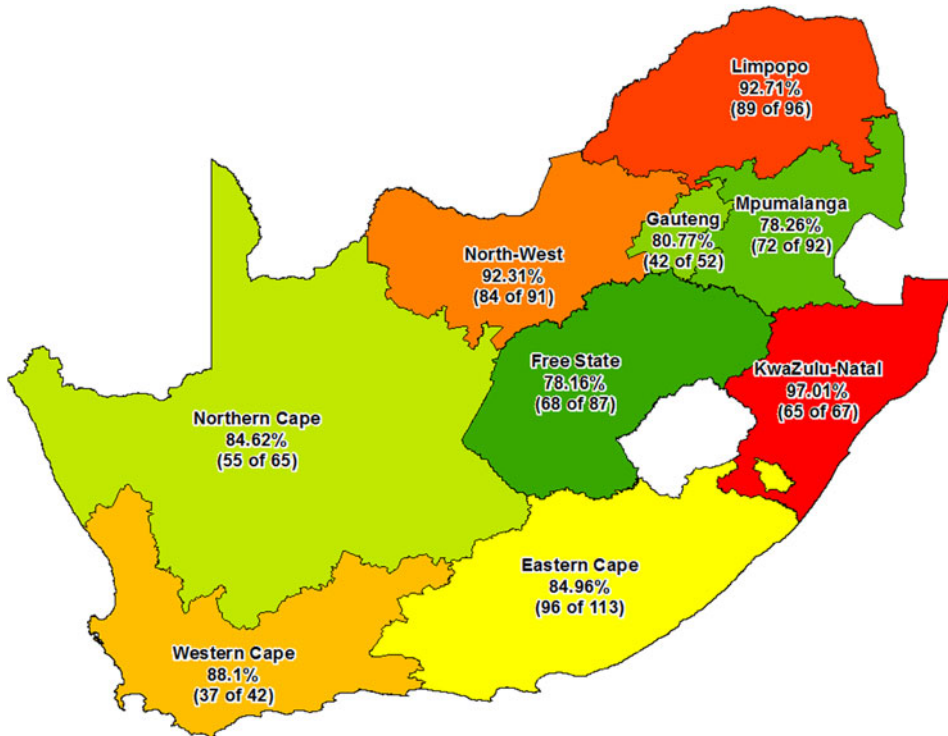 Limpopo
92.71%
(89 of 96)
Mpumalanga
78.26%
(72 of 92)
Gauteng
80.77%
(42 of 52)
North-West
92.31%
(84 of 91)
Free State
78.16%
(68 of 87)
KwaZulu-Natal
97.01%
(65 of 67)
Northern Cape
84.62%
(55 of 65)
Eastern Cape
84.96%
(96 of 113)
Western Cape
88.1%
(37 of 42)